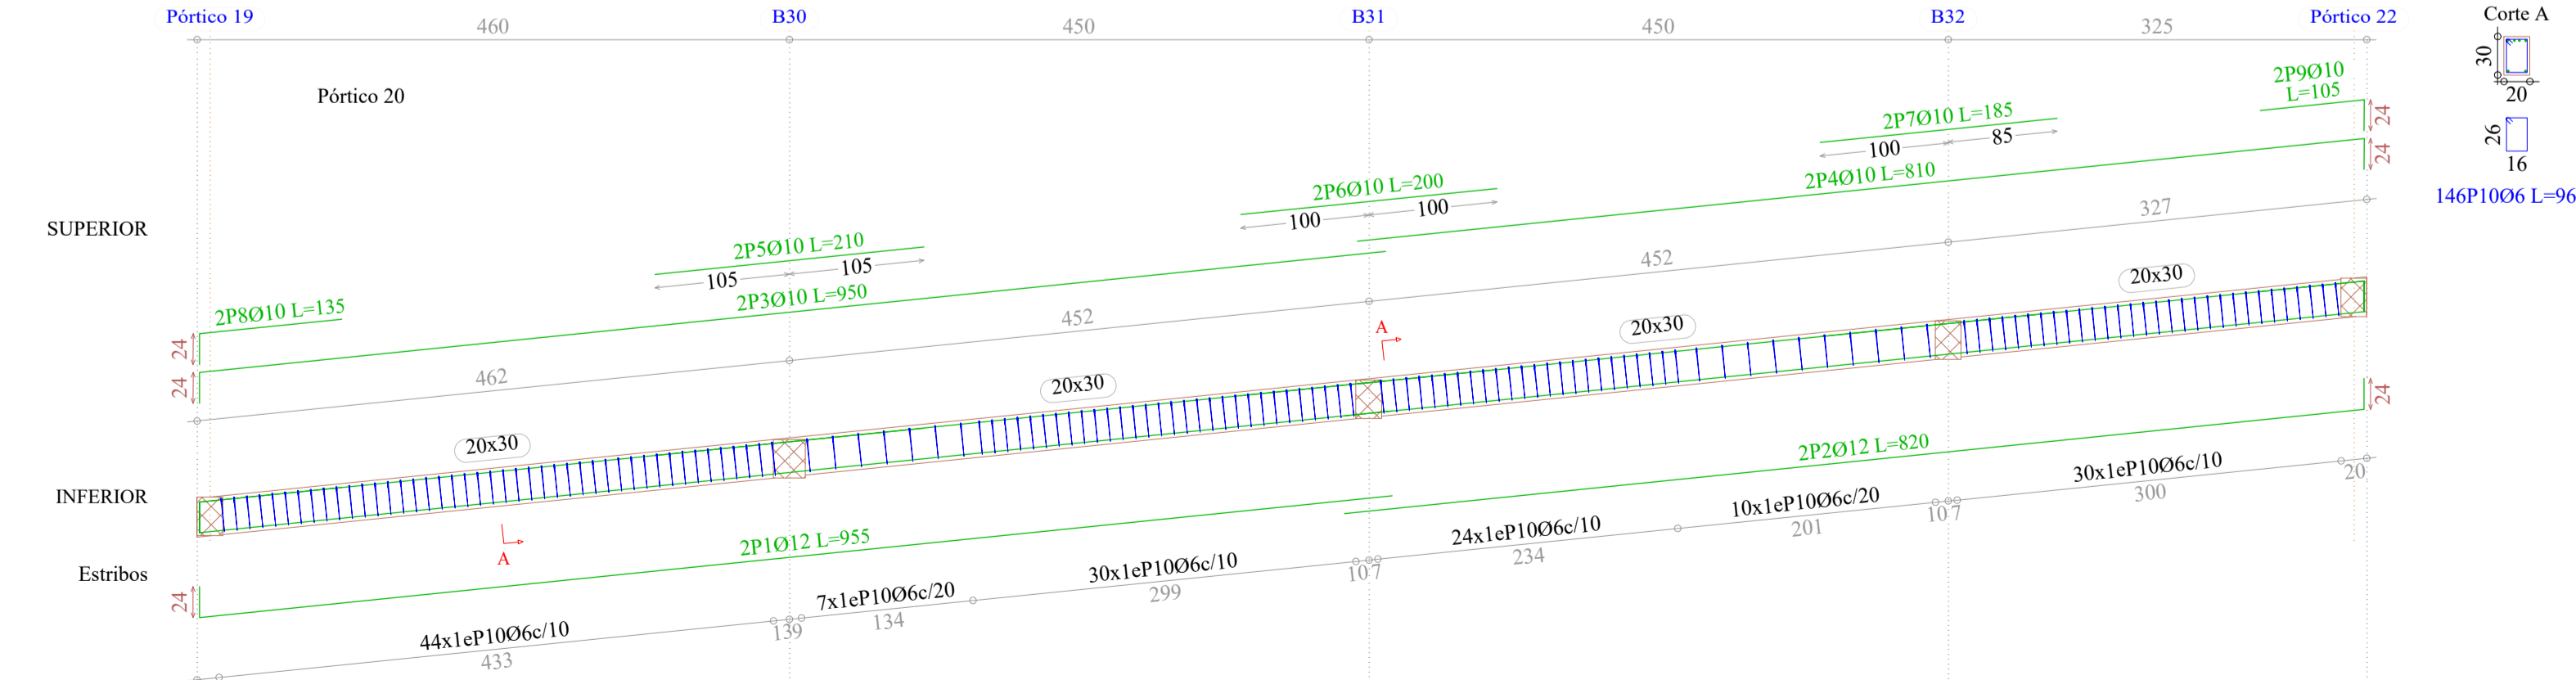 Pórtico 19
460
B30
450
B31
450
B32
325
Pórtico 22
Corte A
30
20
26
16
146P10Ø6 L=96
Pórtico 20
2P9Ø10
L=105
24
2P7Ø10 L=185
100
85
24
2P4Ø10 L=810
2P6Ø10 L=200
100
100
327
SUPERIOR
2P5Ø10 L=210
105
105
452
2P3Ø10 L=950
452
2P8Ø10 L=135
24
24
462
A
20x30
20x30
20x30
20x30
24
INFERIOR
2P2Ø12 L=820
A
2P1Ø12 L=955
Estribos
24
44x1eP10Ø6c/10
433
139
7x1eP10Ø6c/20
134
30x1eP10Ø6c/10
299
107
24x1eP10Ø6c/10
234
10x1eP10Ø6c/20
201
107
30x1eP10Ø6c/10
300
20